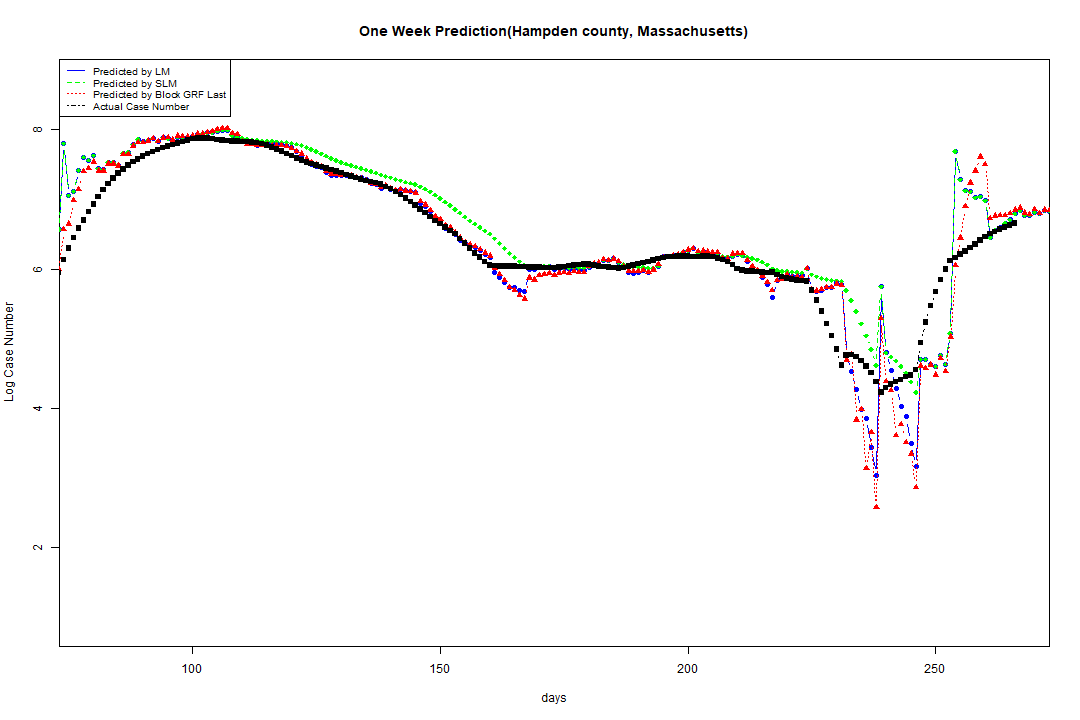 One Week Prediction(Hampden county, Massachusetts)
Predicted by LM
Predicted by SLM
Predicted by Block GRF Last
Actual Case Number
8
6
4
2
Log Case Number
100 150 200 250
days